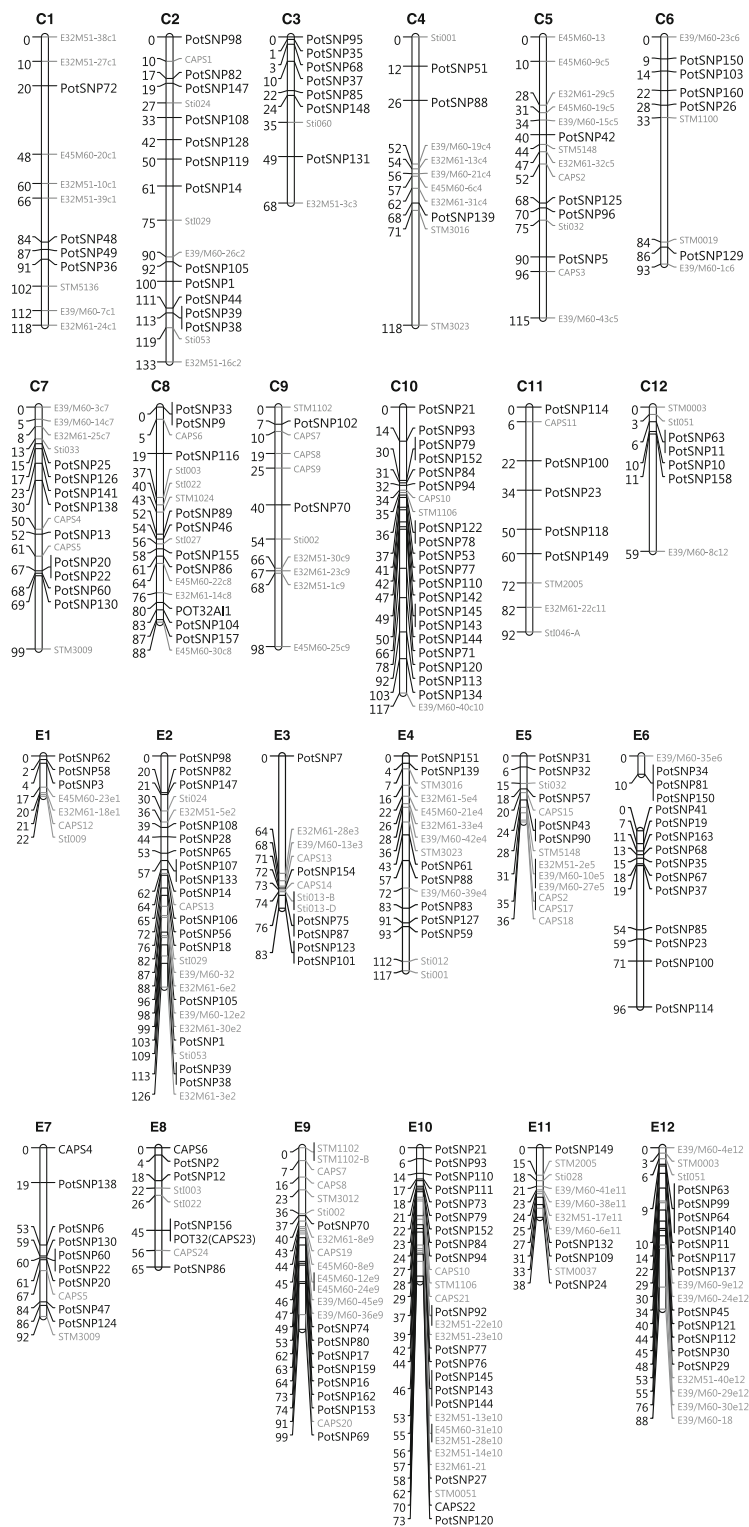 C1
0 E32M51-38c1
10 E32M51-27c1
20 PotSNP72
48 E45M60-20c1
60 E32M51-10c1
66 E32M51-39c1
84 PotSNP48
87 PotSNP49
91 PotSNP36
102 STM5136
112 E39/M60-7c1
118 E32M61-24c1
C2
0 PotSNP98
10 CAPS1
17 PotSNP82
19 PotSNP147
27 Sti024
33 PotSNP108
42 PotSNP128
50 PotSNP119
61 PotSNP14
75 StI029
90 E39/M60-26c2
92 PotSNP105
100 PotSNP1
111 PotSNP44
113 PotSNP39
PotSNP38
119 Sti053
133 E32M51-16c2
C3
0 PotSNP95
1 PotSNP35
3 PotSNP68
10 PotSNP37
22 PotSNP85
24 PotSNP148
35 Sti060
49 PotSNP131
68 E32M51-3c3
C4
0 Sti001
12 PotSNP51
26 PotSNP88
52 E39/M60-19c4
54 E32M61-13c4
56 E39/M60-21c4
57 E45M60-6c4
62 E32M61-31c4
68 PotSNP139
71 STM3016
118 STM3023
C5
0 E45M60-13
10 E45M60-9c5
28 E32M61-29c5
31 E45M60-19c5
34 E39/M60-15c5
40 PotSNP42
44 STM5148
47 E32M61-32c5
52 CAPS2
68 PotSNP125
70 PotSNP96
75 Sti032
90 PotSNP5
96 CAPS3
115 E39/M60-43c5
C6
0 E39/M60-23c6
9 PotSNP150
14 PotSNP103
22 PotSNP160
28 PotSNP26
33 STM1100
84 STM0019
86 PotSNP129
93 E39/M60-1c6
C7
0 E39/M60-3c7
5 E39/M60-14c7
8 E32M61-25c7
13 Sti033
15 PotSNP25
17 PotSNP126
23 PotSNP141
30 PotSNP138
50 CAPS4
52 PotSNP13
61 CAPS5
67 PotSNP20
PotSNP22
68 PotSNP60
69 PotSNP130
99 STM3009
C8
0 PotSNP33
PotSNP9
5 CAPS6
19 PotSNP116
37 StI003
40 StI022
43 STM1024
52 PotSNP89
54 PotSNP46
56 StI027
58 PotSNP155
61 PotSNP86
64 E45M60-22c8
76 E32M61-14c8
80 POT32AI1
83 PotSNP104
87 PotSNP157
88 E45M60-30c8
C9
0 STM1102
7 PotSNP102
10 CAPS7
19 CAPS8
25 CAPS9
40 PotSNP70
54 Sti002
66 E32M51-30c9
67 E32M61-23c9
68 E32M51-1c9
98 E45M60-25c9
C10
0 PotSNP21
14 PotSNP93
30 PotSNP79
PotSNP152
31 PotSNP84
32 PotSNP94
34 CAPS10
35 STM1106
36 PotSNP122
PotSNP78
37 PotSNP53
41 PotSNP77
42 PotSNP110
47 PotSNP142
49 PotSNP145
PotSNP143
50 PotSNP144
66 PotSNP71
78 PotSNP120
92 PotSNP113
103 PotSNP134
117 E39/M60-40c10
C11
0 PotSNP114
6 CAPS11
22 PotSNP100
34 PotSNP23
50 PotSNP118
60 PotSNP149
72 STM2005
82 E32M61-22c11
92 StI046-A
C12
0 STM0003
3 Sti051
6 PotSNP63
PotSNP11
10 PotSNP10
11 PotSNP158
59 E39/M60-8c12
E1
0 PotSNP62
2 PotSNP58
4 PotSNP3
17 E45M60-23e1
20 E32M61-18e1
21 CAPS12
22 StI009
E2
0 PotSNP98
20 PotSNP82
21 PotSNP147
30 Sti024
36 E32M51-5e2
39 PotSNP108
44 PotSNP28
53 PotSNP65
57 PotSNP107
PotSNP133
62 PotSNP14
64 CAPS13
65 PotSNP106
72 PotSNP56
76 PotSNP18
82 StI029
87 E39/M60-32
88 E32M61-6e2
96 PotSNP105
98 E39/M60-12e2
99 E32M61-30e2
103 PotSNP1
109 Sti053
113 PotSNP39
PotSNP38
126 E32M61-3e2
E3
0 PotSNP7
64 E32M61-28e3
68 E39/M60-13e3
71 CAPS13
72 PotSNP154
73 CAPS14
74 Sti013-B
Sti013-D
76 PotSNP75
PotSNP87
83 PotSNP123
PotSNP101
E4
0 PotSNP151
4 PotSNP139
7 STM3016
16 E32M61-5e4
22 E45M60-21e4
26 E32M61-33e4
28 E39/M60-42e4
36 STM3023
43 PotSNP61
57 PotSNP88
72 E39/M60-39e4
83 PotSNP83
91 PotSNP127
93 PotSNP59
112 Sti012
117 Sti001
E5
0 PotSNP31
6 PotSNP32
15 Sti032
18 PotSNP57
20 CAPS15
24 PotSNP43
PotSNP90
28 STM5148
31 E32M51-2e5
E39/M60-10e5
E39/M60-27e5
35 CAPS2
CAPS17
36 CAPS18
E6
0 E39/M60-35e6
10 PotSNP34
PotSNP81
PotSNP150
0 PotSNP41
7 PotSNP19
11 PotSNP163
13 PotSNP68
15 PotSNP35
18 PotSNP67
19 PotSNP37
54 PotSNP85
59 PotSNP23
71 PotSNP100
96 PotSNP114
E7
0 CAPS4
19 PotSNP138
53 PotSNP6
59 PotSNP130
60 PotSNP60
PotSNP22
61 PotSNP20
67 CAPS5
84 PotSNP47
86 PotSNP124
92 STM3009
E8
0 CAPS6
4 PotSNP2
18 PotSNP12
22 StI003
26 StI022
45 PotSNP156
POT32(CAPS23)
56 CAPS24
65 PotSNP86
E9
0 STM1102
STM1102-B
7 CAPS7
16 CAPS8
23 STM3012
36 Sti002
37 PotSNP70
40 E32M61-8e9
43 CAPS19
44 E45M60-8e9
45 E45M60-12e9
E45M60-24e9
46 E39/M60-45e9
47 E39/M60-36e9
49 PotSNP74
53 PotSNP80
62 PotSNP17
63 PotSNP159
64 PotSNP16
73 PotSNP162
74 PotSNP153
91 CAPS20
99 PotSNP69
E10
0 PotSNP21
6 PotSNP93
14 PotSNP110
17 PotSNP111
18 PotSNP73
21 PotSNP79
22 PotSNP152
23 PotSNP84
24 PotSNP94
27 CAPS10
28 STM1106
29 CAPS21
37 PotSNP92
E32M51-22e10
39 E32M51-23e10
42 PotSNP77
44 PotSNP76
46 PotSNP145
PotSNP143
PotSNP144
53 E32M51-13e10
55 E45M60-31e10
E32M51-28e10
56 E32M51-14e10
57 E32M61-21
58 PotSNP27
62 STM0051
70 CAPS22
73 PotSNP120
E11
0 PotSNP149
15 STM2005
18 Sti028
21 E39/M60-41e11
23 E39/M60-38e11
24 E32M51-17e11
25 E39/M60-6e11
27 PotSNP132
31 PotSNP109
33 STM0037
38 PotSNP24
E12
0 E39/M60-4e12
3 STM0003
6 Sti051
9 PotSNP63
PotSNP99
PotSNP64
PotSNP140
10 PotSNP11
14 PotSNP117
22 PotSNP137
29 E39/M60-9e12
30 E39/M60-24e12
34 PotSNP45
40 PotSNP121
44 PotSNP112
45 PotSNP30
48 PotSNP29
53 E32M51-40e12
55 E39/M60-29e12
76 E39/M60-30e12
88 E39/M60-18